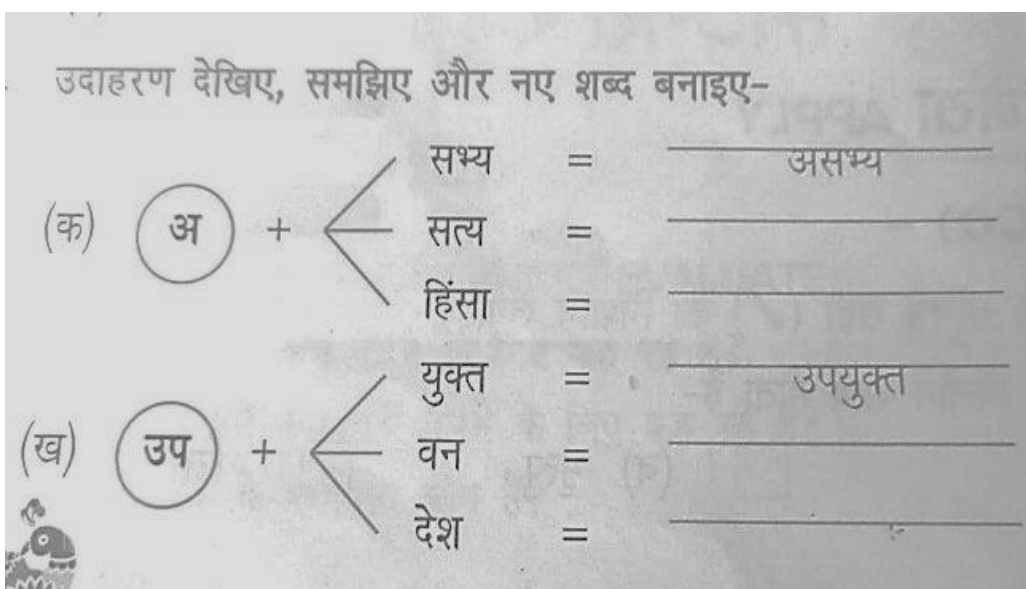 उदाहरण देखिए, समझिए और नए शब्द बनाइए-
सभ्य = असभ्य
(क) अ + सत्य =
हिंसा =
युक्त = उपयुक्त
(ख) उप + वन =
देश =